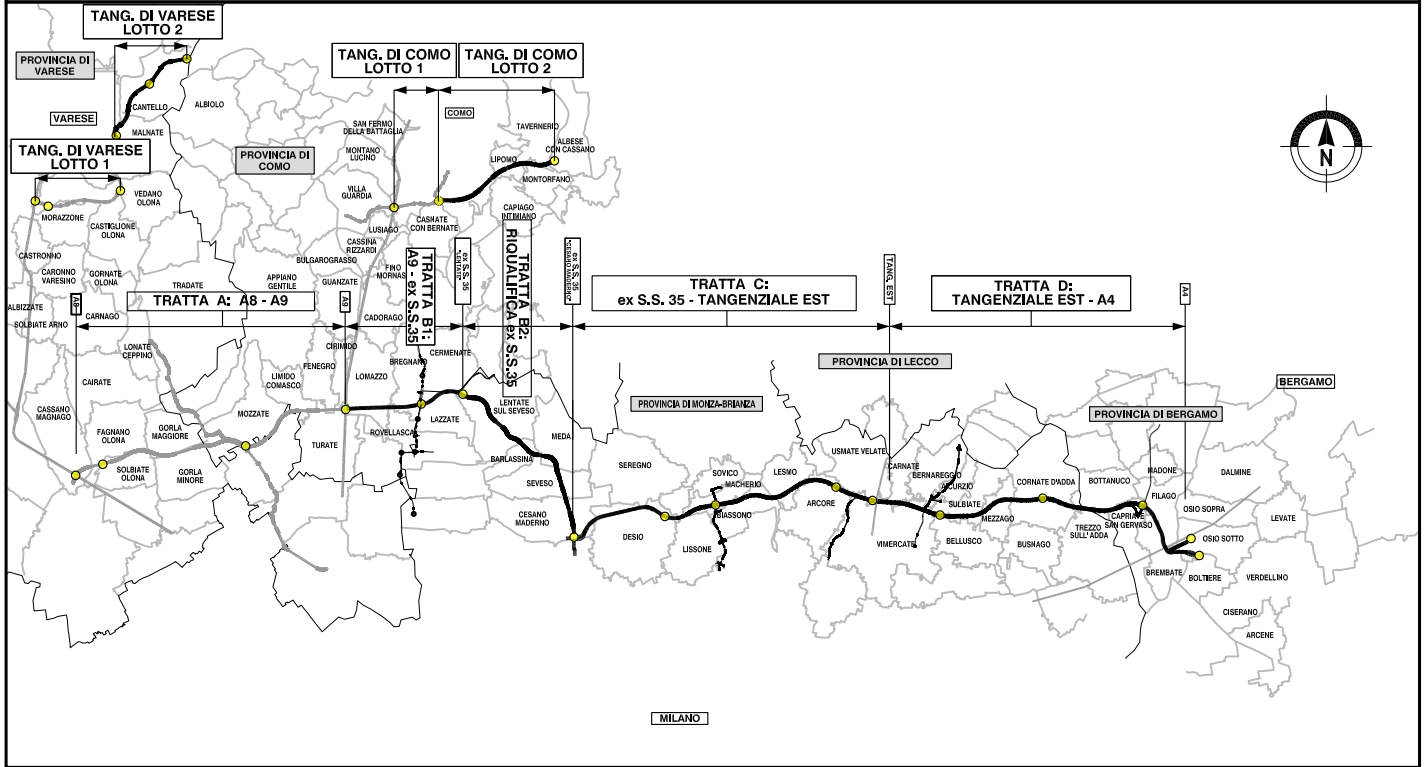 TANG. DI VARESE
LOTTO 2
PROVINCIA DI
VARESE
CANTELLO
ALBIOLO
VARESE
MALNATE
TANG. DI VARESE
LOTTO 1
PROVINCIA DI
COMO
MORAZZONE
VEDANO
OLONA
CASTIGLIONE
OLONA
TANG. DI COMO
LOTTO 1
TANG. DI COMO
LOTTO 2
COMO
SAN FERMO
DELLA BATTAGLIA
MONTANO
LUCINO
TAVERNERIO
ALBESE
CON CASSANO
LIPOMO
MONTORFANO
VILLA
GUARDIA
LUSIAGO
CASNATE
CON BERNATE
CAPIAGO
INTIMIANO
CASSINA
RIZZARDI
BULGAROGRASSO
FINO
MORNAS
GUANZATE
CASTRONNO
CARONNO
VARESINO
GORNATE
OLONA
TRADATE
APPIANO
GENTILE
ALBIZZATE
SOLBIATE ARNO
CARNAGO
A8
TRATTA A: A8 - A9
A9
TRATTA B1:
A9 - ex S.S.35
ex S.S. 35
"LENTATE"
TRATTA B2:
RIQUALIFICA ex S.S.35
ex S.S. 35
"CESANO MADERNO"
TRATTA C:
ex S.S. 35 - TANGENZIALE EST
TANG. EST
TRATTA D:
TANGENZIALE EST - A4
A4
N
LONATE
CEPPINO
CADORAGO
CIRIMIDO
FENEGRO
LIMIDO
COMASCO
LOMAZZO
BREGNANO
CERMENATE
CAIRATE
CASSANO
MAGNAGO
FAGNANO
OLONA
GORLA
MAGGIORE
MOZZATE
SOLBIATE
OLONA
GORLA
MINORE
TURATE
ROVELLASCA
LAZZATE
LENTATE
SUL SEVESO
MEDA
BARLASSINA
SEVESO
CESANO
MADERNO
PROVINCIA DI LECCO
PROVINCIA DI MONZA-BRIANZA
BERGAMO
PROVINCIA DI BERGAMO
SEREGNO
DESIO
LISSONE
SOVICO
MACHERIO
BIASSONO
LESMO
ARCORE
USMATE VELATE
CARNATE
BERNAREGGIO
AICURZIO
SULBIATE
VIMERCATE
BELLUSCO
MEZZAGO
BUSNAGO
CORNATE D'ADDA
TREZZO
SULL' ADDA
BOTTANUCO
MADONE
FILAGO
CAPRIATE
SAN GERVASO
DALMINE
OSIO SOPRA
LEVATE
OSIO SOTTO
BREMBATE
BOLTIERE
VERDELLINO
CISERANO
ARCENE
MILANO